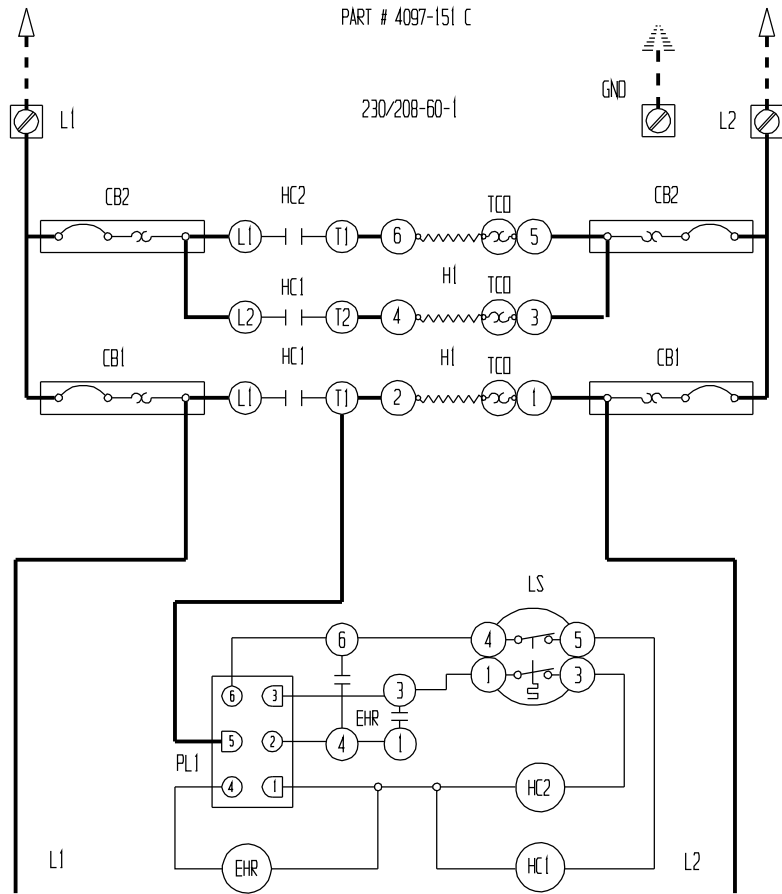 PART # 4097-151 C
230/208-60-1
GND
L1
L2
CB2 HC2 TCO CB2
L1 T1 6 5
HC1 H1 TCO
L2 T2 4 3
CB1 HC1 H1 TCO CB1
L1 T1 2 1
LS
6 4 5
1 3
6 3 3
EHR
5 2 4 1
PL1
4 1 HC2
L1 EHR HC1 L2